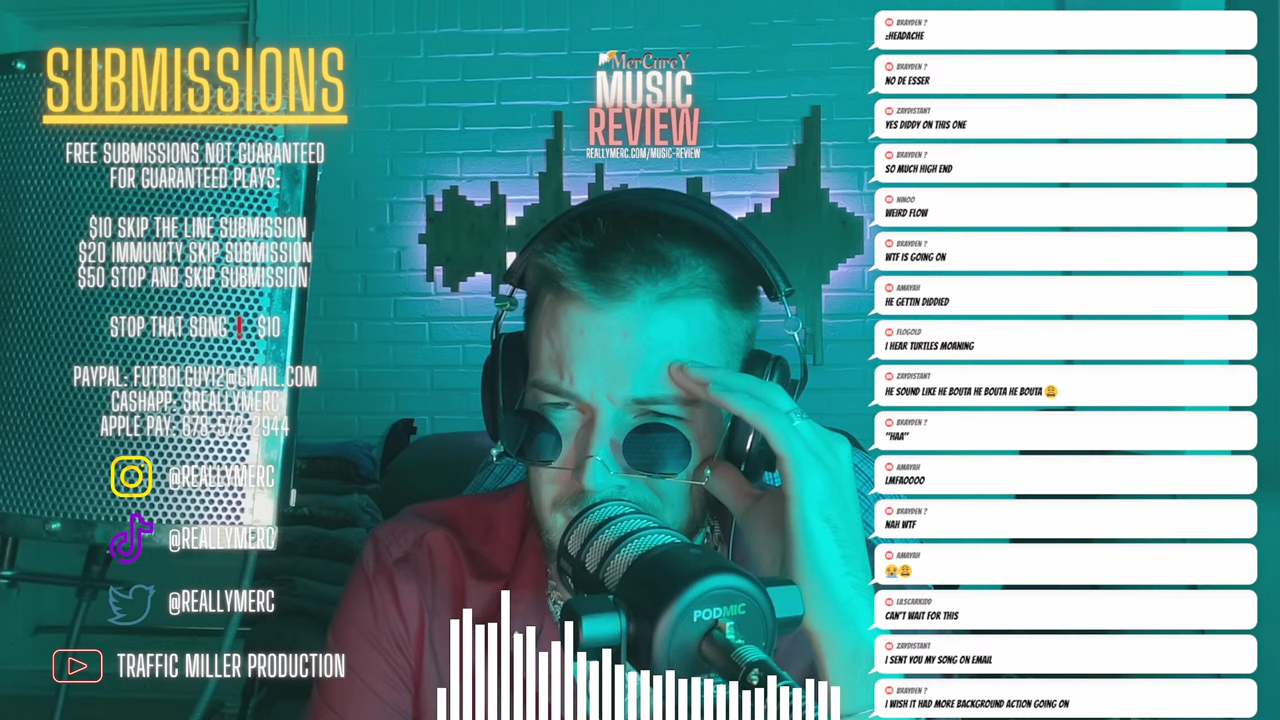 SUBMISSIONS
FREE SUBMISSIONS NOT GUARANTEED
FOR GUARANTEED PLAYS:
$10 SKIP THE LINE SUBMISSION
$20 IMMUNITY SKIP SUBMISSION
$50 STOP AND SKIP SUBMISSION
STOP THAT SONG❗ $10
PAYPAL: FUTBOLGUY12@GMAIL.COM
CASHAPP: $REALLYMERC
APPLE PAY: 678-572-2944
@REALLYMERC
@REALLYMERC
@REALLYMERC
TRAFFIC MILLER PRODUCTION
MerCurcY
MUSIC
REVIEW
REALLYMERC.COM/MUSIC-REVIEW
PODMIC
BRAYDEN ?
:HEADACHE
BRAYDEN ?
NO DE ESSER
ZAYDISTANT
YES DIDDY ON THIS ONE
BRAYDEN ?
SO MUCH HIGH END
NINOO
WEIRD FLOW
BRAYDEN ?
WTF IS GOING ON
AMAYAH
HE GETTIN DIDDIED
FLOGOLD
I HEAR TURTLES MOANING
ZAYDISTANT
HE SOUND LIKE HE BOUTA HE BOUTA HE BOUTA 😩
BRAYDEN ?
"HAA"
AMAYAH
LMFAOOOO
BRAYDEN ?
NAH WTF
AMAYAH
😭😩
LILSCARKIDD
CAN'T WAIT FOR THIS
ZAYDISTANT
I SENT YOU MY SONG ON EMAIL
BRAYDEN ?
I WISH IT HAD MORE BACKGROUND ACTION GOING ON